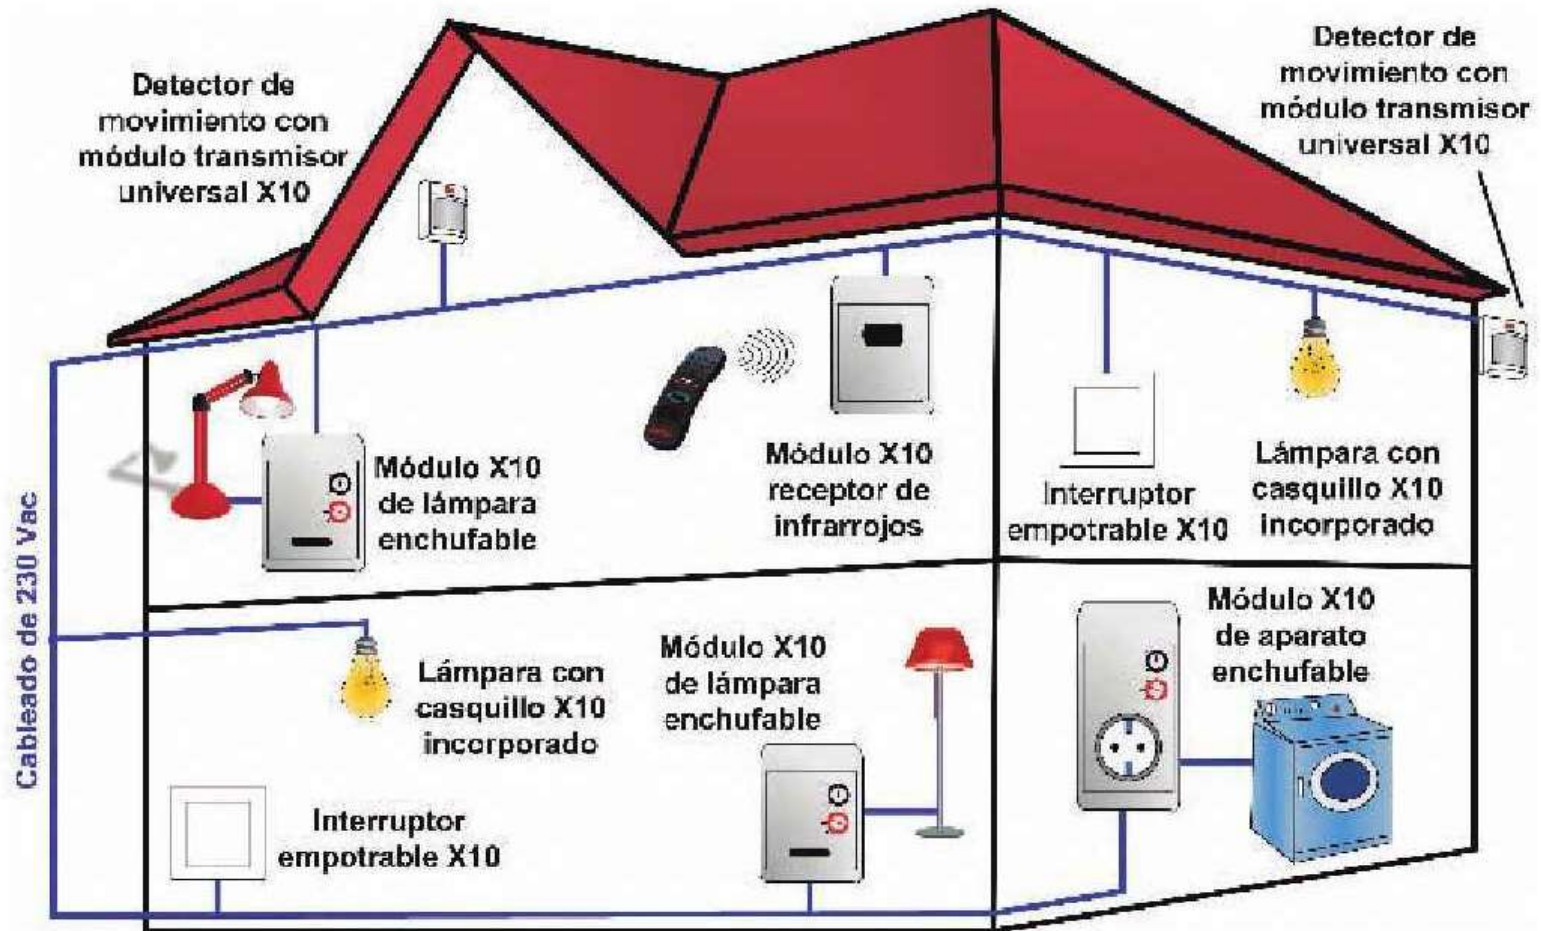 Detector de
movimiento con
módulo transmisor
universal X10
Detector de
movimiento con
módulo transmisor
universal X10
Módulo X10
de lámpara
enchufable
Módulo X10
receptor de
infrarrojos
Interruptor
empotrable X10
Lámpara con
casquillo X10
incorporado
Cableado de 230 Vac
Lámpara con
casquillo X10
incorporado
Módulo X10
de lámpara
enchufable
Módulo X10
de aparato
enchufable
Interruptor
empotrable X10